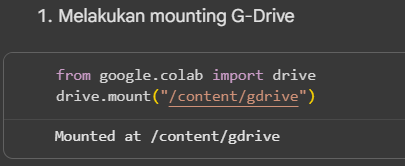 1. Melakukan mounting G-Drive
from google.colab import drive
drive.mount("/content/gdrive")
Mounted at /content/gdrive